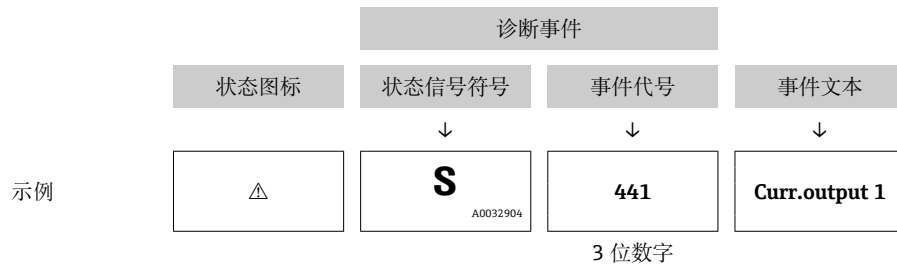 诊断事件
状态图标 状态信号符号 事件代号 事件文本
↓ ↓ ↓
示例 ⚠ S 441 Curr.output 1
A0032904
3 位数字